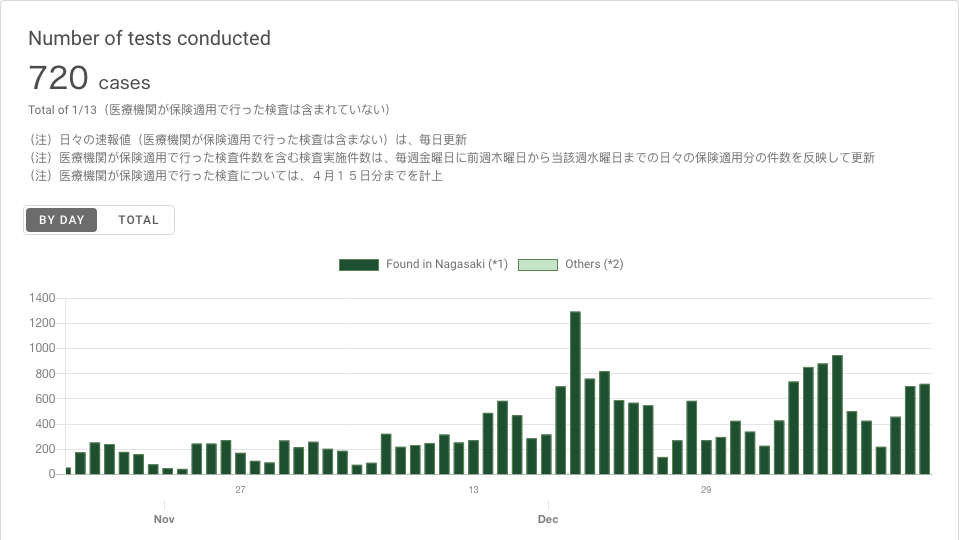 Number of tests conducted
720 cases
Total of 1/13（医療機関が保険適用で行った検査は含まれていない）
（注）日々の速報値（医療機関が保険適用で行った検査は含まない）は、毎日更新
（注）医療機関が保険適用で行った検査件数を含む検査実施件数は、毎週金曜日に前週木曜日から当該週水曜日までの日々の保険適用分の件数を反映して更新
（注）医療機関が保険適用で行った検査については、４月１５日分までを計上
BY DAY TOTAL
Found in Nagasaki (*1) Others (*2)
1400
1200
1000
800
600
400
200
0
27 13 29
Nov Dec